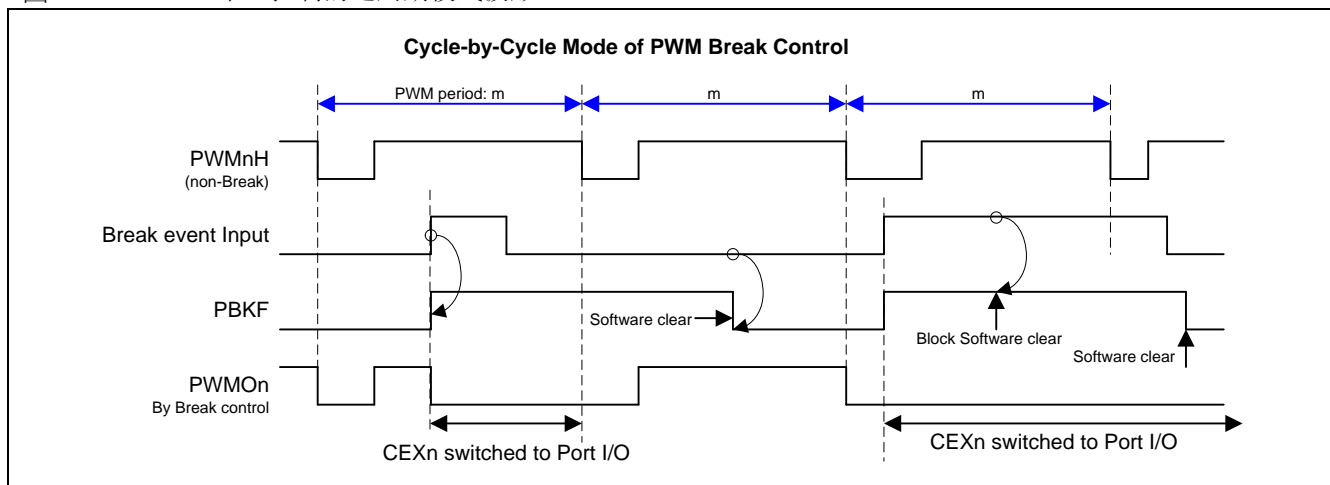 Cycle-by-Cycle Mode of PWM Break Control
PWM period: m
m
m
PWMnH
(non-Break)
Break event Input
PBKF
Software clear
Block Software clear
Software clear
PWMOn
By Break control
CEXn switched to Port I/O
CEXn switched to Port I/O